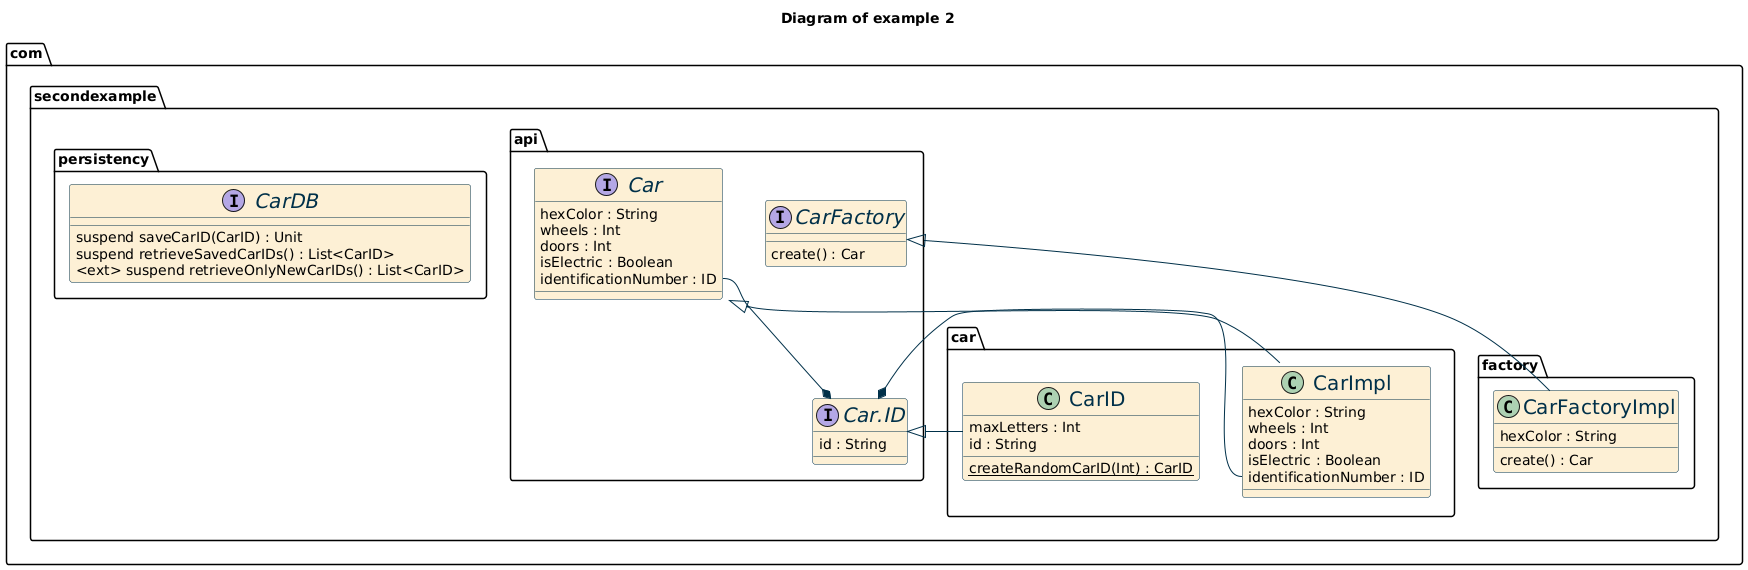 Diagram of example 2
com
secondexample
persistency
I CarDB
suspend saveCarID(CarID) : Unit
suspend retrieveSavedCarIDs() : List<CarID>
<ext> suspend retrieveOnlyNewCarIDs() : List<CarID>
api
I Car
hexColor : String
wheels : Int
doors : Int
isElectric : Boolean
identificationNumber : ID
I CarFactory
create() : Car
I Car.ID
id : String
car
C CarID
maxLetters : Int
id : String
createRandomCarID(Int) : CarID
C CarImpl
hexColor : String
wheels : Int
doors : Int
isElectric : Boolean
identificationNumber : ID
factory
C CarFactoryImpl
hexColor : String
create() : Car